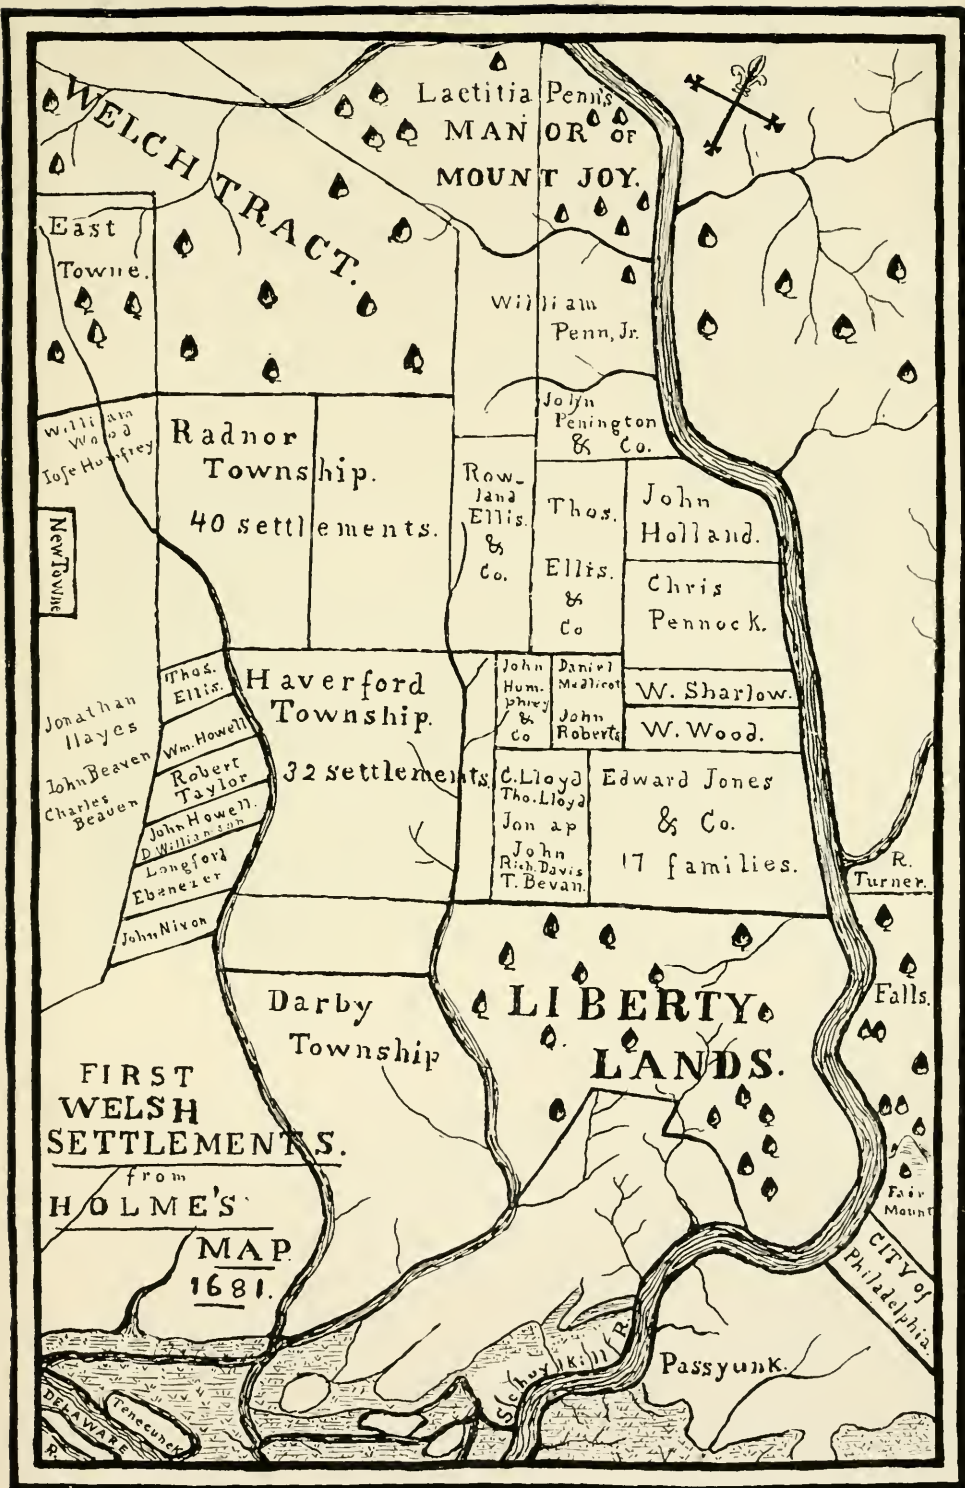 Laetitia Penn's
MANOR OF
MOUNT JOY.
WELCH TRACT.
East
Towne.
William
Penn, Jr.
John
Penington
& Co.
William
Wood
Iose Humfrey
Radnor
Township.
40 settlements.
Row-
land
Ellis.
&
Co.
Thos.
Ellis.
&
Co
John
Holland.
Chris
Pennock.
New Towne
Thos.
Ellis.
Haverford
Township.
32 settlements.
John
Hum-
phrey
&
Co
Daniel
Medlicot
John
Roberts
W. Sharlow.
W. Wood.
Jonathan
Hayes
John Beaven
Charles
Beaven
Wm. Howell
Robert
Taylor
John Howell.
D Williamson
Longford
Ebenezer
John Nixon
C. Lloyd
Tho. Lloyd
Jon ap
John
Rich. Davis
T. Bevan.
Edward Jones
& Co.
17 families.
R.
Turner.
Falls.
LIBERTY
LANDS.
Darby
Township
FIRST
WELSH
SETTLEMENTS.
from
HOLME'S
MAP
1681.
Fair
Mount
CITY of
Philadelphia.
Schuylkill R.
Passyunk.
DELAWARE
R.
Tenecunck